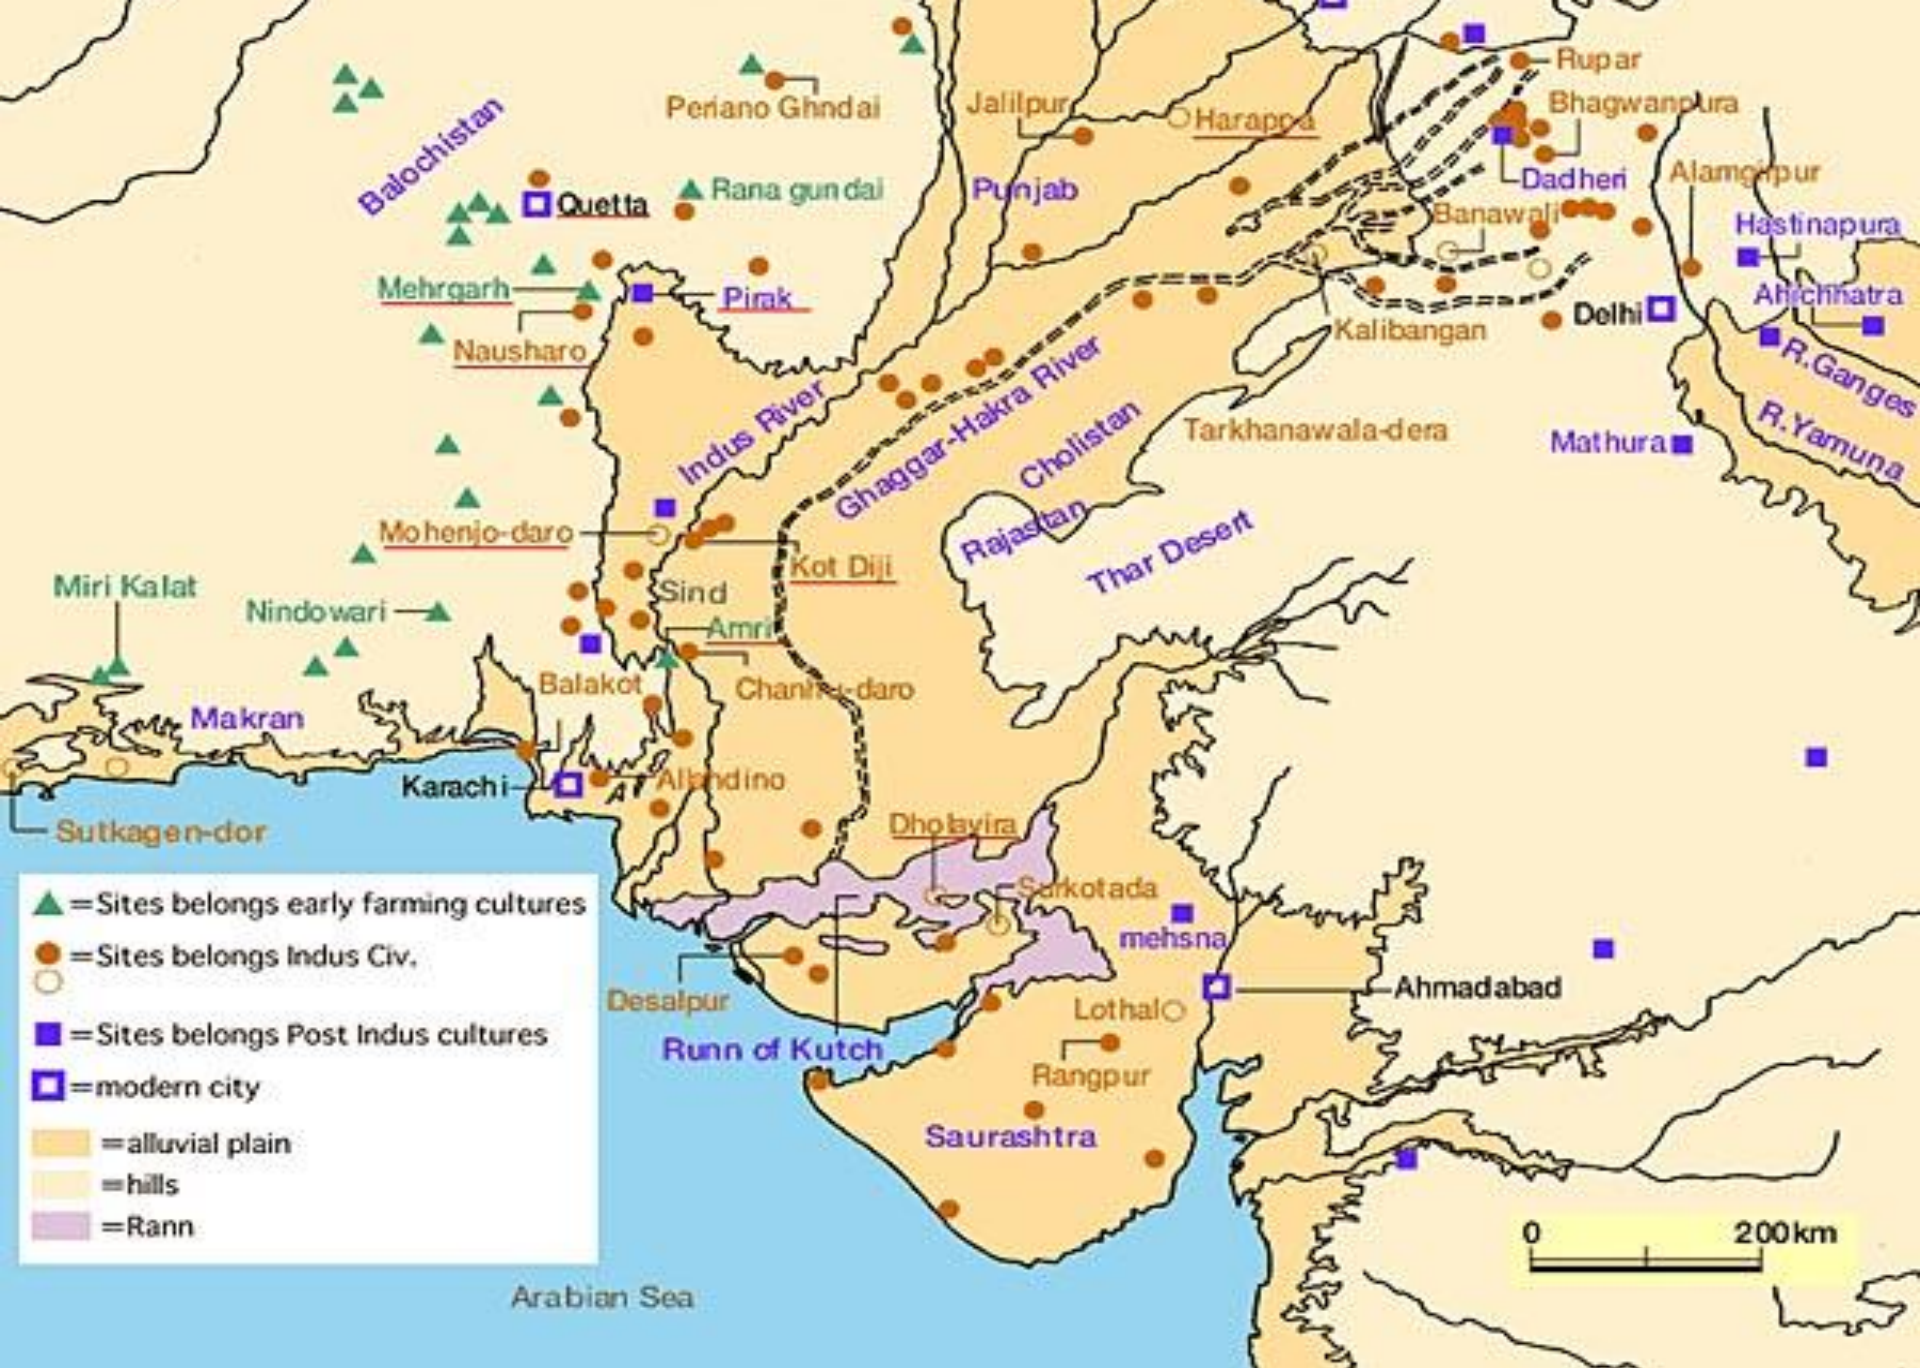 Rupar
Periano Ghndai
Jalilpur
Harappa
Bhagwanpura
Balochistan
Quetta
Rana gundai
Punjab
Dadheri
Alamgirpur
Banawali
Hastinapura
Mehrgarh
Pirak
Ahichhatra
Delhi
Nausharo
Kalibangan
R.Ganges
Indus River
Ghaggar-Hakra River
Cholistan
Tarkhanawala-dera
Mathura
R.Yamuna
Mohenjo-daro
Kot Diji
Rajastan
Thar Desert
Miri Kalat
Nindowari
Sind
Amri
Balakot
Chanhu-daro
Makran
Karachi
Allahdino
Sutkagen-dor
Dholavira
Surkotada
mehsna
Desalpur
Ahmadabad
Lothal
Runn of Kutch
Rangpur
Saurashtra
=Sites belongs early farming cultures
=Sites belongs Indus Civ.
=Sites belongs Post Indus cultures
=modern city
=alluvial plain
=hills
=Rann
0 200km
Arabian Sea